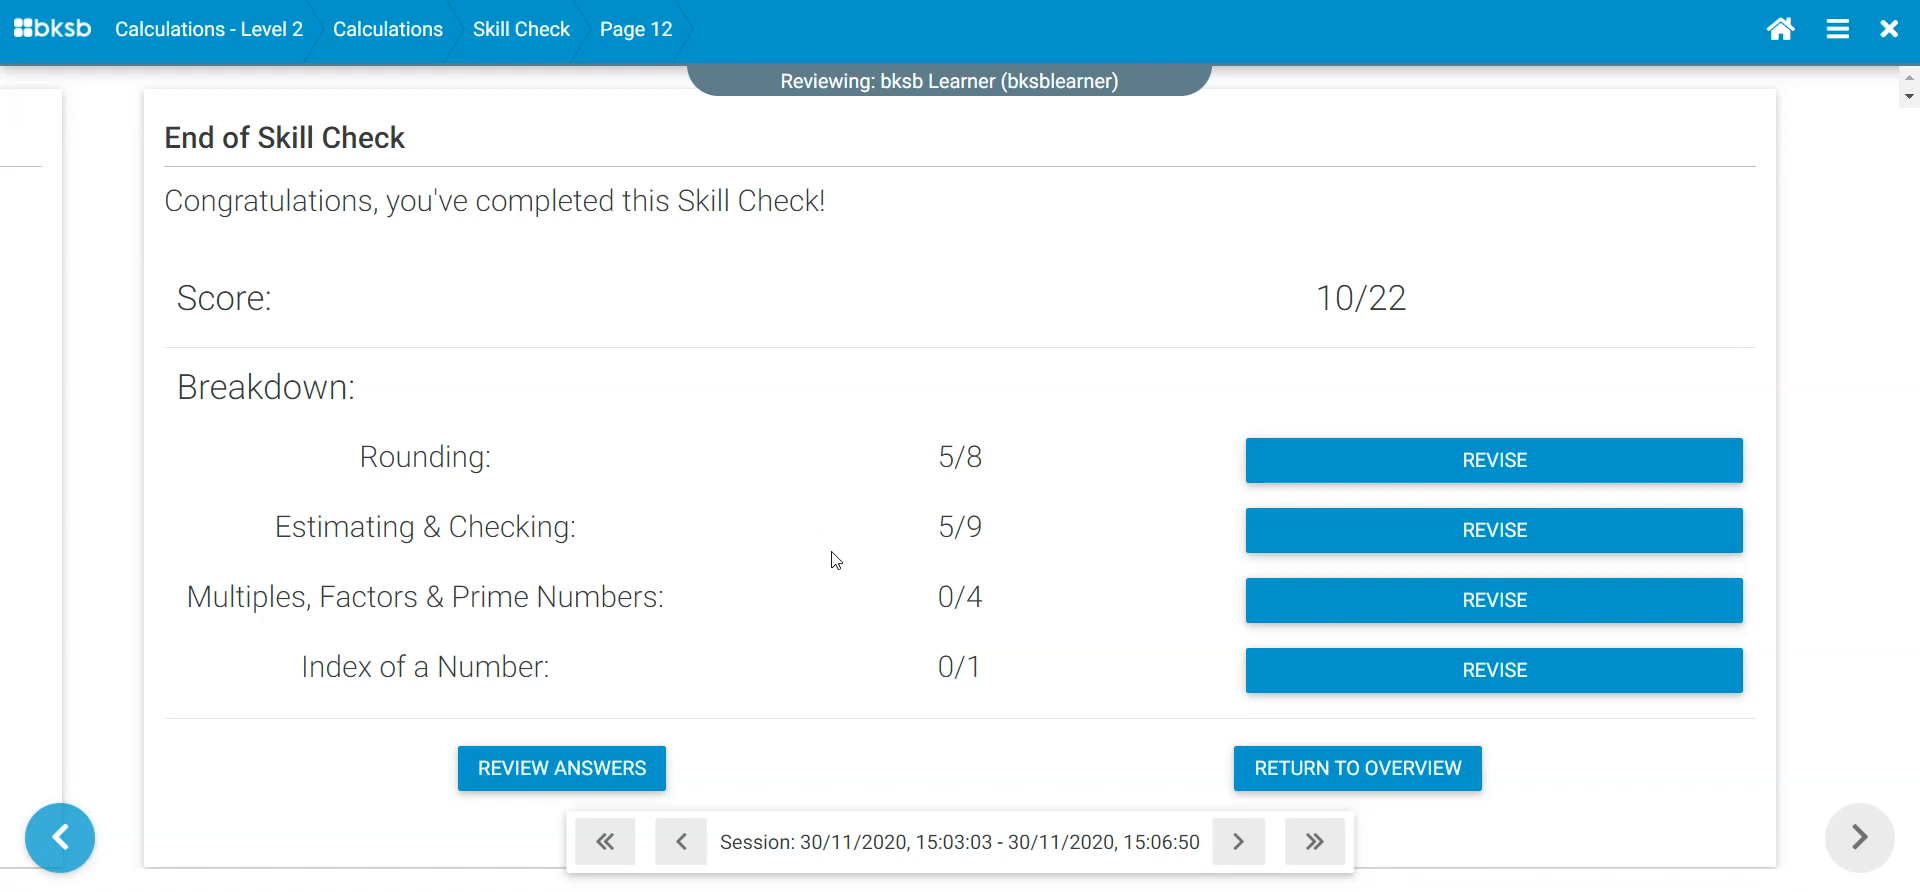 bksb Calculations - Level 2 Calculations Skill Check Page 12
Reviewing: bksb Learner (bksblearner)
End of Skill Check
Congratulations, you've completed this Skill Check!
Score: 10/22
Breakdown:
Rounding: 5/8 REVISE
Estimating & Checking: 5/9 REVISE
Multiples, Factors & Prime Numbers: 0/4 REVISE
Index of a Number: 0/1 REVISE
REVIEW ANSWERS RETURN TO OVERVIEW
Session: 30/11/2020, 15:03:03 - 30/11/2020, 15:06:50